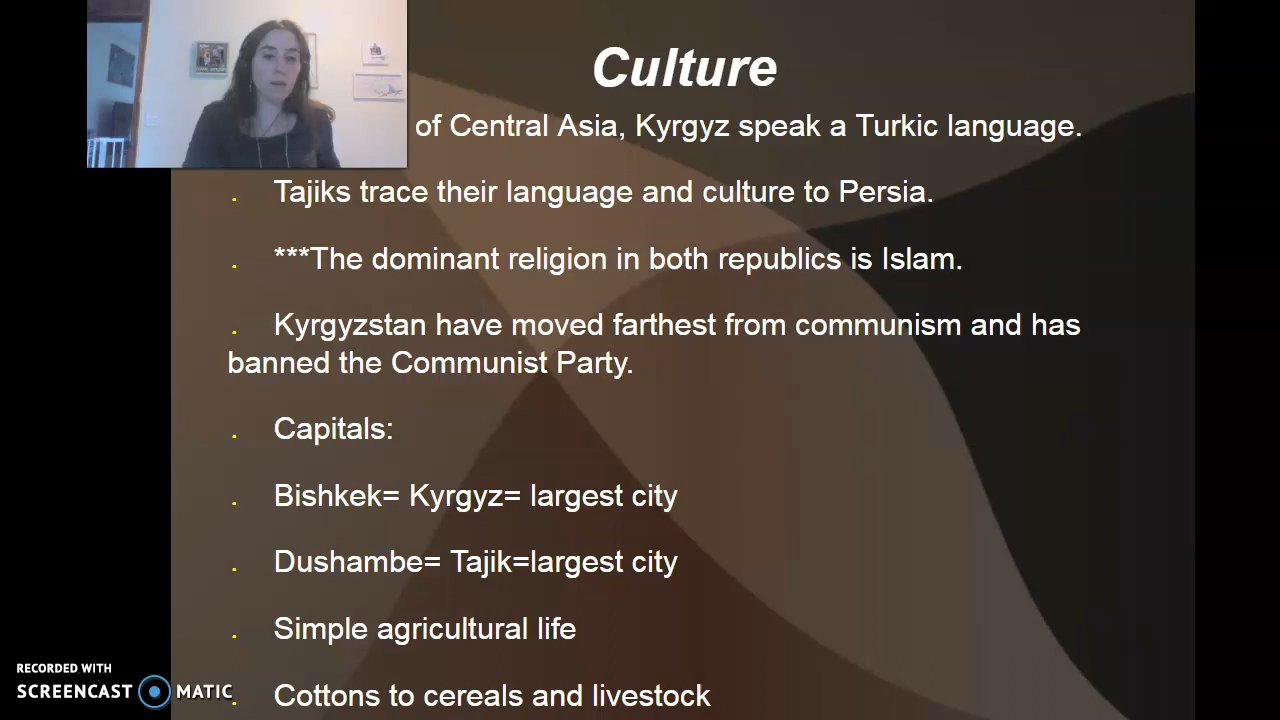 Culture
of Central Asia, Kyrgyz speak a Turkic language.
. Tajiks trace their language and culture to Persia.
. ***The dominant religion in both republics is Islam.
. Kyrgyzstan have moved farthest from communism and has
banned the Communist Party.
. Capitals:
. Bishkek= Kyrgyz= largest city
. Dushambe= Tajik=largest city
. Simple agricultural life
. Cottons to cereals and livestock
RECORDED WITH
SCREENCAST MATIC